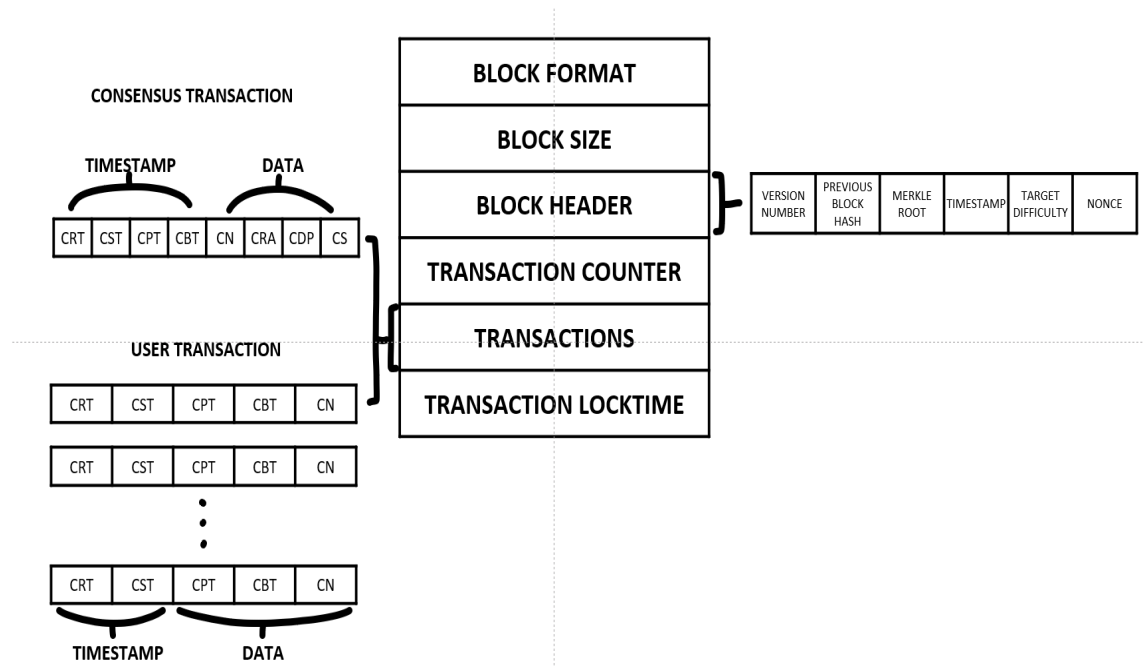 CONSENSUS TRANSACTION
TIMESTAMP DATA
CRT CST CPT CBT CN CRA CDP CS
USER TRANSACTION
CRT CST CPT CBT CN
CRT CST CPT CBT CN
CRT CST CPT CBT CN
TIMESTAMP DATA
BLOCK FORMAT
BLOCK SIZE
BLOCK HEADER
TRANSACTION COUNTER
TRANSACTIONS
TRANSACTION LOCKTIME
VERSION
NUMBER
PREVIOUS
BLOCK
HASH
MERKLE
ROOT
TIMESTAMP
TARGET
DIFFICULTY
NONCE